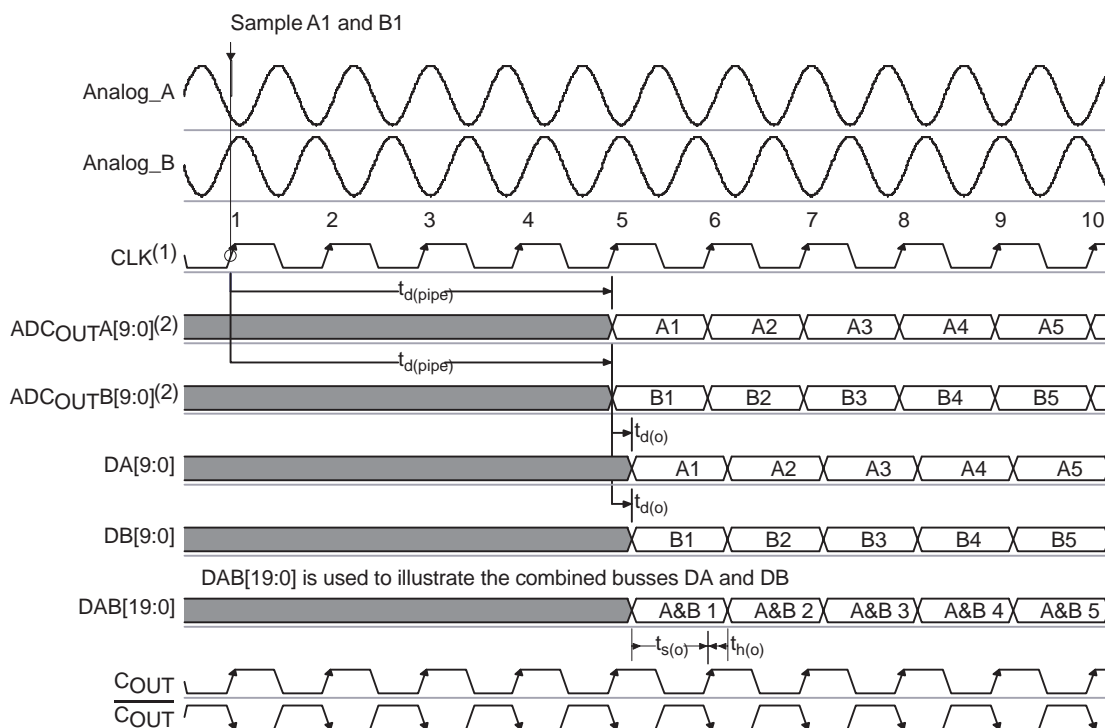 Sample A1 and B1
Analog_A
Analog_B
1 2 3 4 5 6 7 8 9 10
CLK(1)
td(pipe)
ADCOUTA[9:0](2) A1 A2 A3 A4 A5
td(pipe)
ADCOUTB[9:0](2) B1 B2 B3 B4 B5
td(o)
DA[9:0] A1 A2 A3 A4 A5
td(o)
DB[9:0] B1 B2 B3 B4 B5
DAB[19:0] is used to illustrate the combined busses DA and DB
DAB[19:0] A&B 1 A&B 2 A&B 3 A&B 4 A&B 5
ts(o) th(o)
COUT
COUT